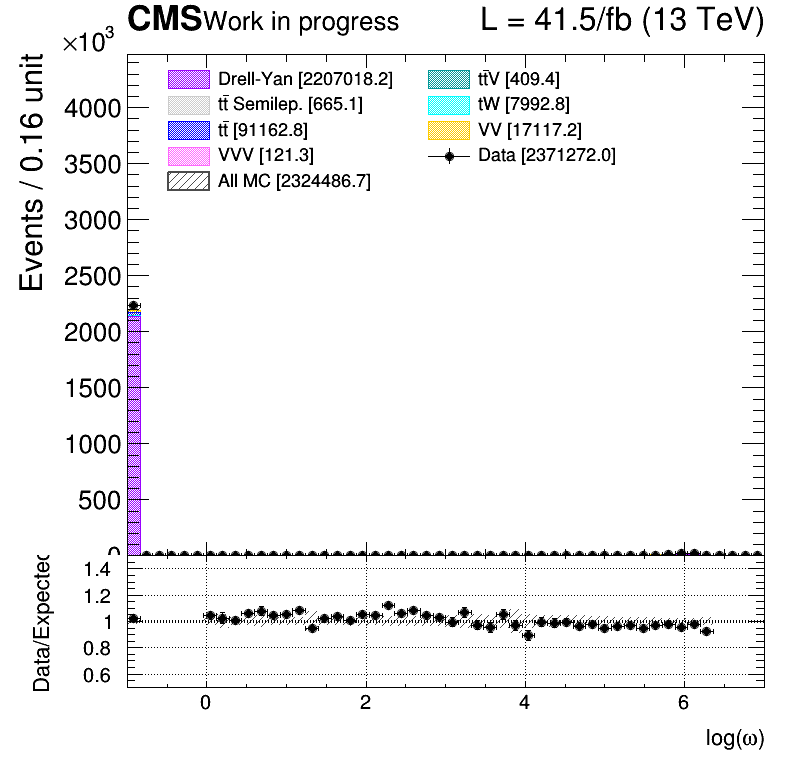 CMS Work in progress L = 41.5/fb (13 TeV)
×10³
Drell-Yan [2207018.2]
tt̄ Semilep. [665.1]
tt̄ [91162.8]
VVV [121.3]
All MC [2324486.7]
tt̄V [409.4]
tW [7992.8]
VV [17117.2]
Data [2371272.0]
Events / 0.16 unit
4000
3500
3000
2500
2000
1500
1000
500
0
Data/Expected
1.4
1.2
1
0.8
0.6
0 2 4 6
log(ω)